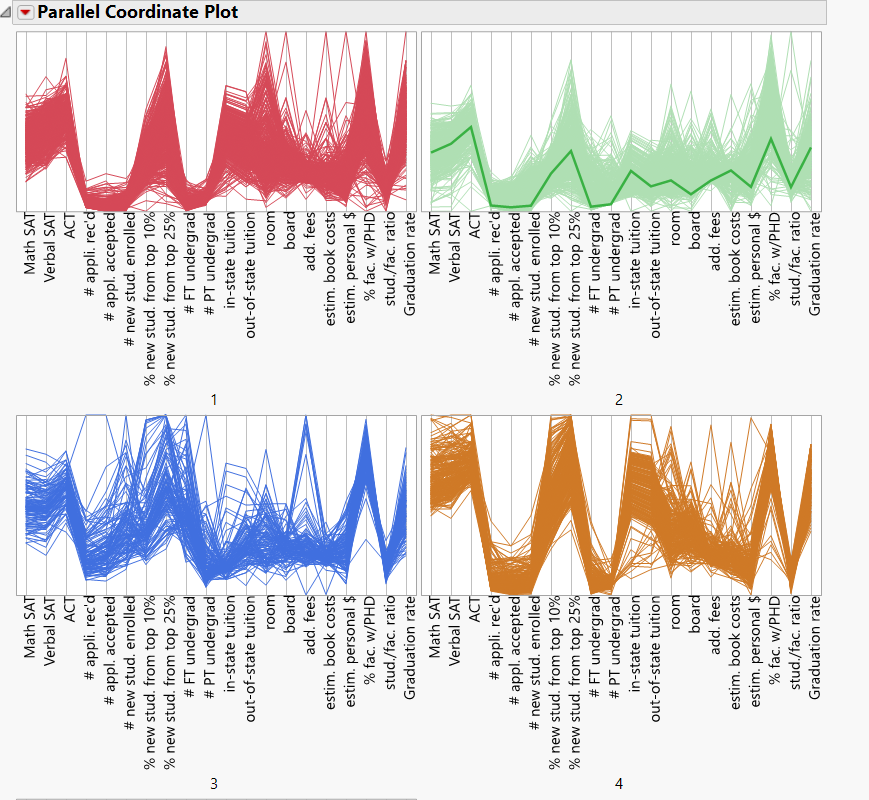 Parallel Coordinate Plot
Math SAT
Verbal SAT
ACT
# appli. rec'd
# appl. accepted
# new stud. enrolled
% new stud. from top 10%
% new stud. from top 25%
# FT undergrad
# PT undergrad
in-state tuition
out-of-state tuition
room
board
add. fees
estim. book costs
estim. personal $
% fac. w/PHD
stud./fac. ratio
Graduation rate
1
Math SAT
Verbal SAT
ACT
# appli. rec'd
# appl. accepted
# new stud. enrolled
% new stud. from top 10%
% new stud. from top 25%
# FT undergrad
# PT undergrad
in-state tuition
out-of-state tuition
room
board
add. fees
estim. book costs
estim. personal $
% fac. w/PHD
stud./fac. ratio
Graduation rate
2
Math SAT
Verbal SAT
ACT
# appli. rec'd
# appl. accepted
# new stud. enrolled
% new stud. from top 10%
% new stud. from top 25%
# FT undergrad
# PT undergrad
in-state tuition
out-of-state tuition
room
board
add. fees
estim. book costs
estim. personal $
% fac. w/PHD
stud./fac. ratio
Graduation rate
3
Math SAT
Verbal SAT
ACT
# appli. rec'd
# appl. accepted
# new stud. enrolled
% new stud. from top 10%
% new stud. from top 25%
# FT undergrad
# PT undergrad
in-state tuition
out-of-state tuition
room
board
add. fees
estim. book costs
estim. personal $
% fac. w/PHD
stud./fac. ratio
Graduation rate
4